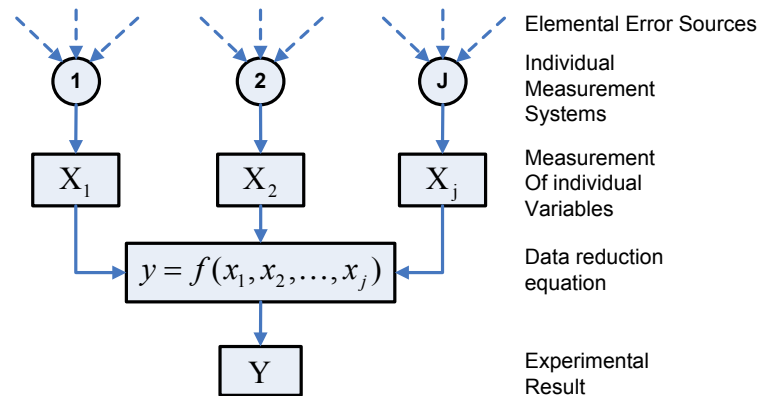 Elemental Error Sources
1 2 J
Individual
Measurement
Systems
X₁ X₂ Xⱼ
Measurement
Of individual
Variables
y = f(x₁, x₂,..., xⱼ)
Data reduction
equation
Y
Experimental
Result